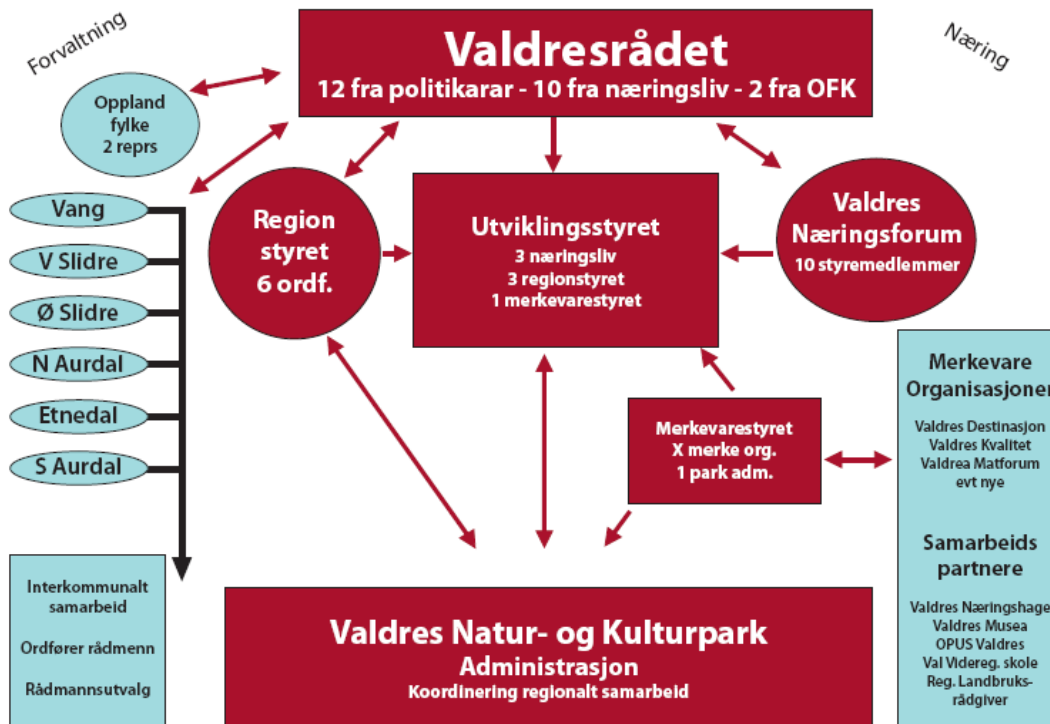 Forvaltning
Næring
Valdresrådet
12 fra politikarar - 10 fra næringsliv - 2 fra OFK
Oppland
fylke
2 reprs
Vang
V Slidre
Ø Slidre
N Aurdal
Etnedal
S Aurdal
Region
styret
6 ordf.
Utviklingsstyret
3 næringsliv
3 regionstyret
1 merkevarestyret
Valdres
Næringsforum
10 styremedlemmer
Merkevarestyret
X merke org.
1 park adm.
Merkevare
Organisasjoner
Valdres Destinasjon
Valdres Kvalitet
Valdrea Matforum
evt nye
Samarbeids
partnere
Valdres Næringshage
Valdres Musea
OPUS Valdres
Val Videreg. skole
Reg. Landbruks-
rådgiver
Interkommunalt
samarbeid
Ordfører rådmenn
Rådmannsutvalg
Valdres Natur- og Kulturpark
Administrasjon
Koordinering regionalt samarbeid